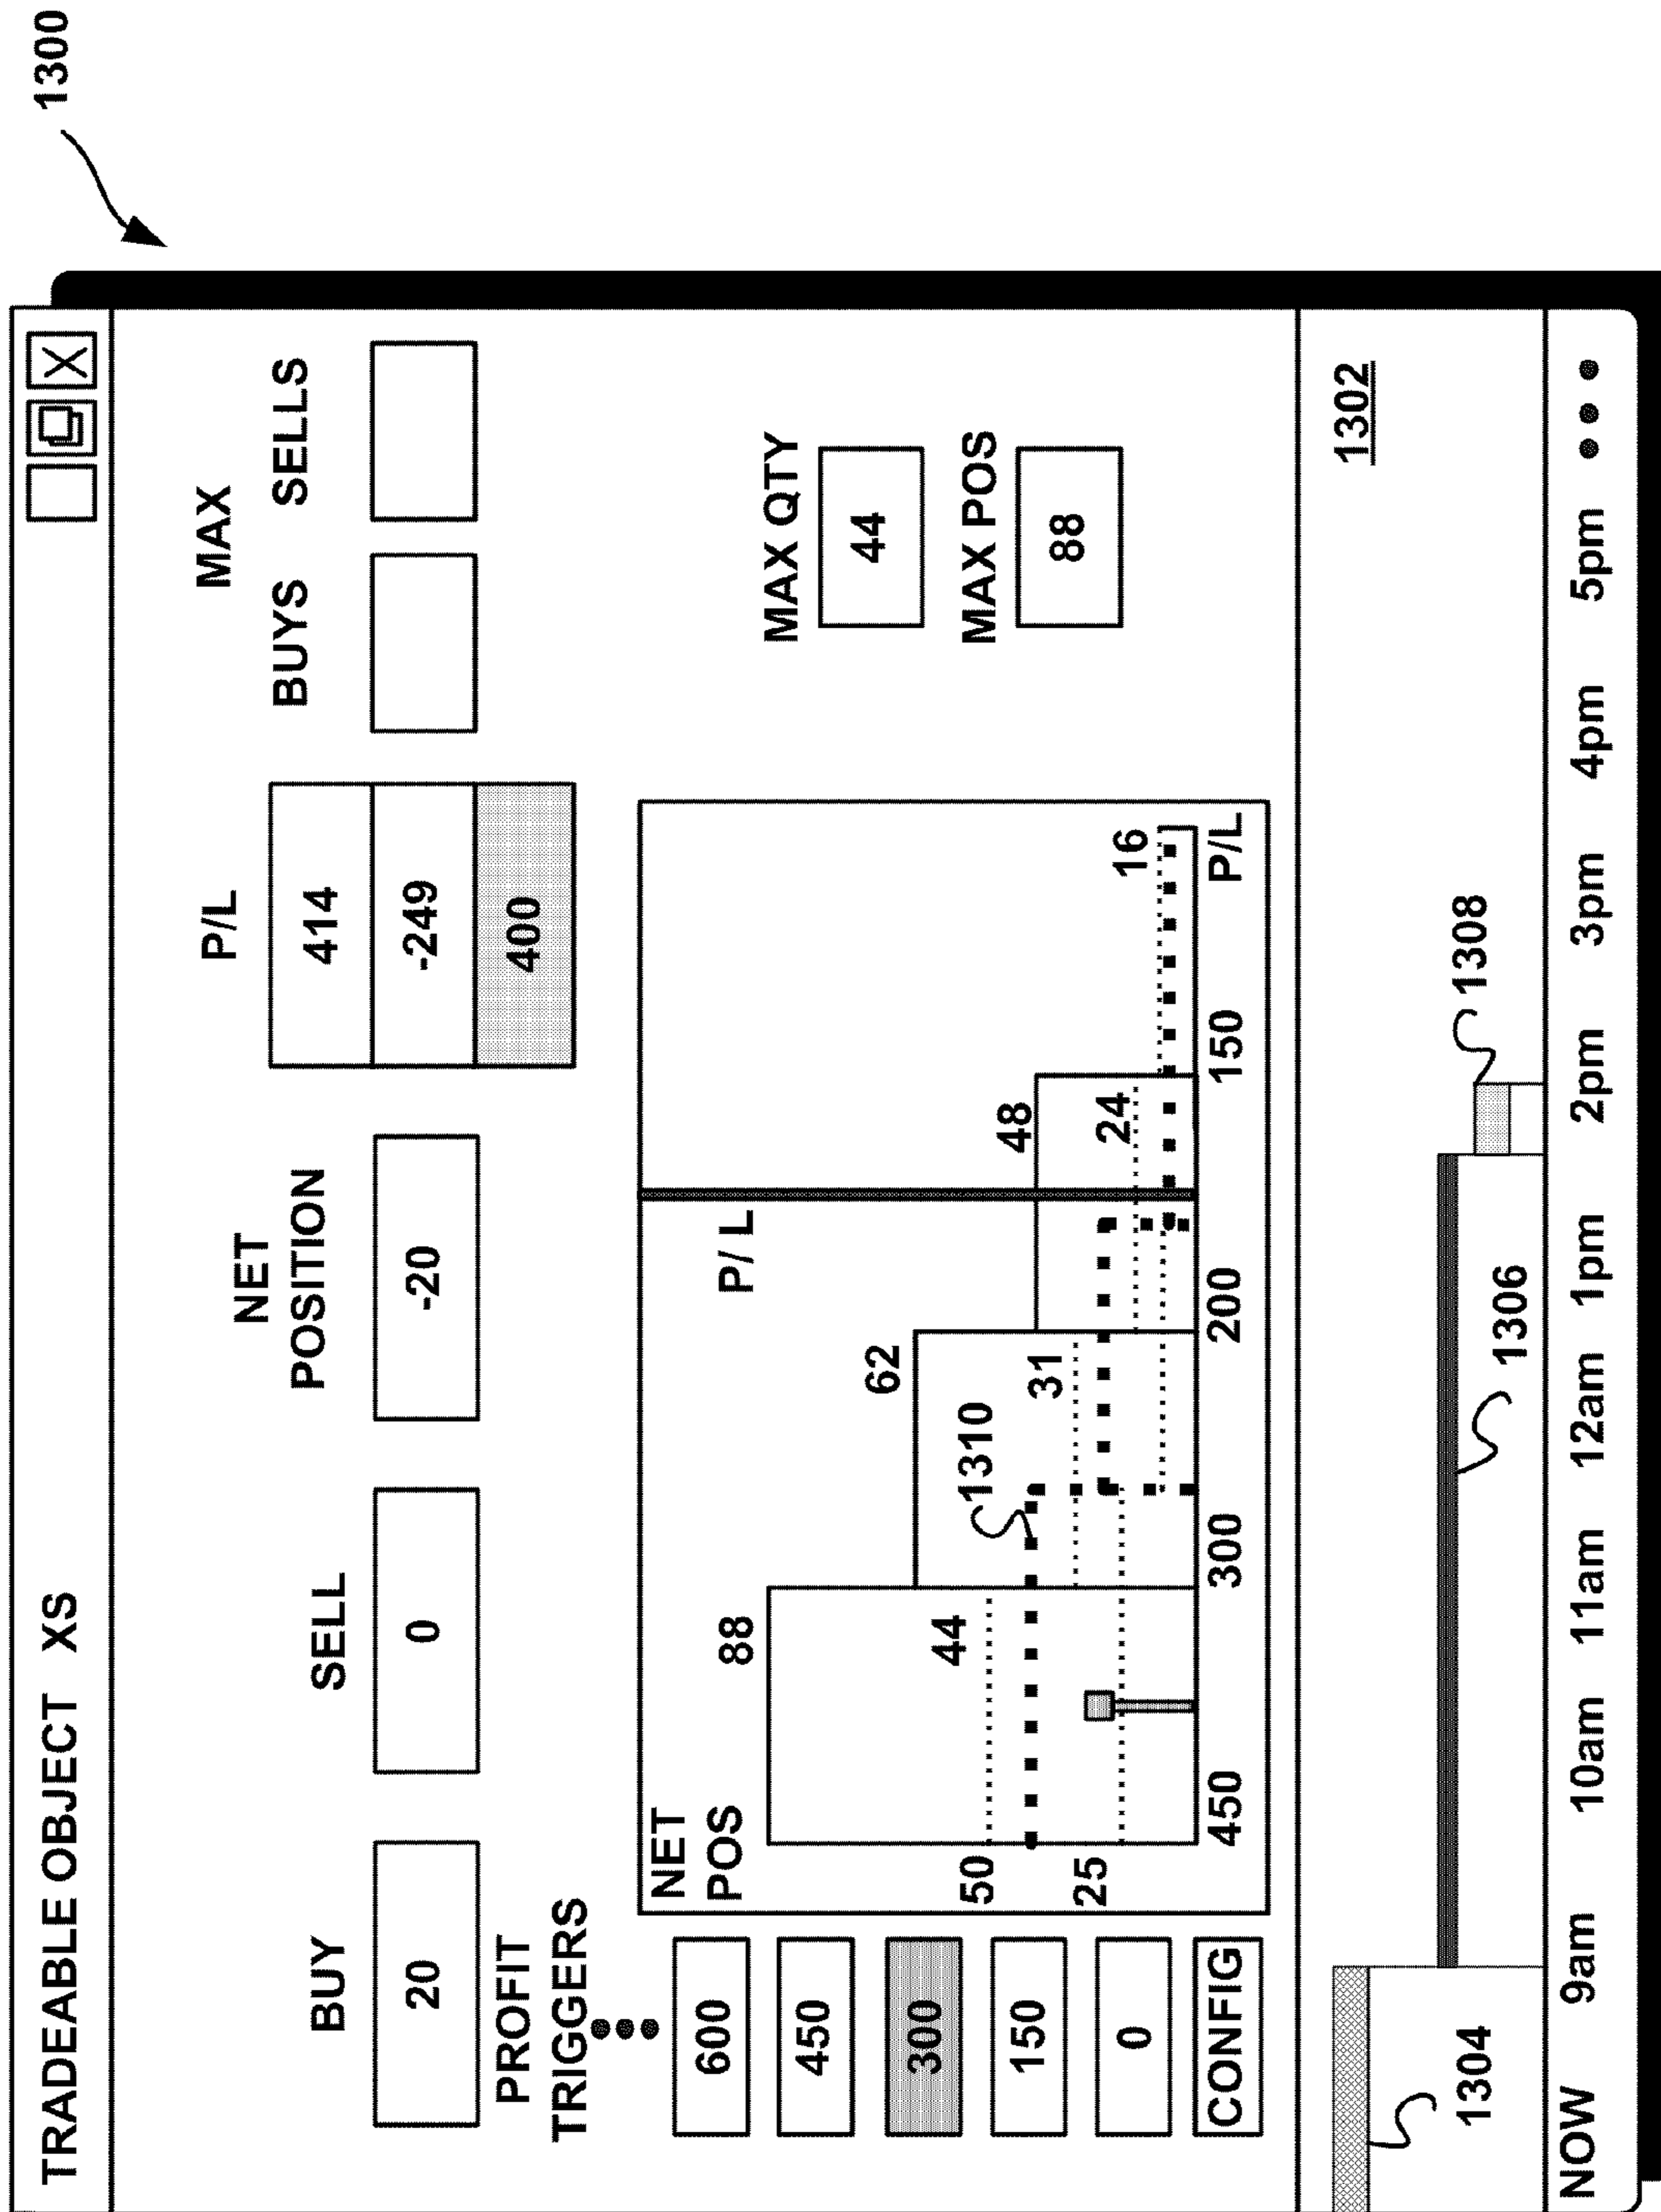 1300
TRADEABLE OBJECT XS
X
BUY
SELL
NET
POSITION
P/L
MAX
BUYS SELLS
20
0
-20
414
-249
400
PROFIT
TRIGGERS
600
450
300
150
0
CONFIG
NET
POS
P/L
88
62
48
50
44
1310
31
24
16
25
450 300 200 150 P/L
MAX QTY
44
MAX POS
88
1302
1304
1306
1308
NOW 9am 10am 11am 12am 1pm 2pm 3pm 4pm 5pm